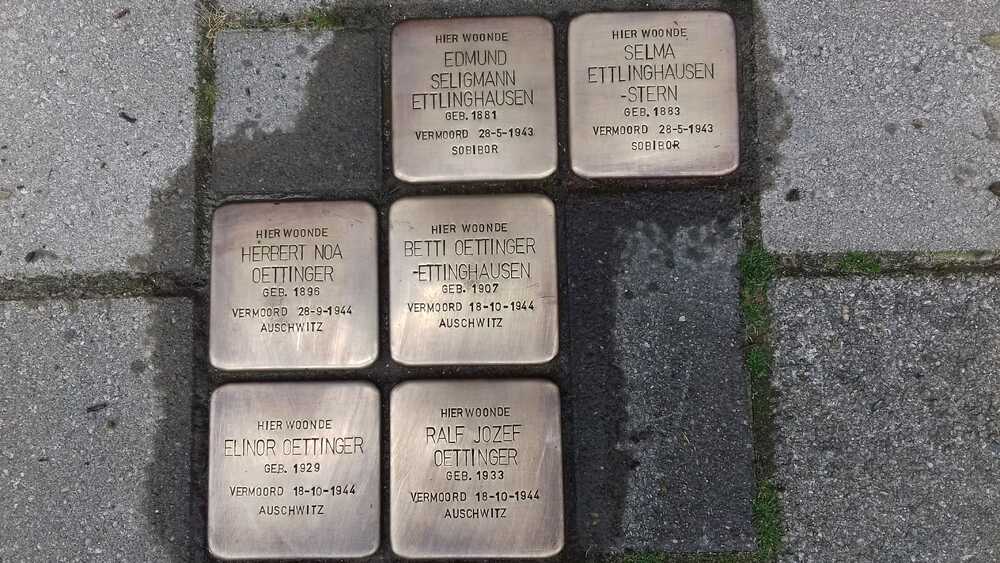 HIER WOONDE
EDMUND
SELIGMANN
ETTLINGHAUSEN
GEB. 1881
VERMOORD 28-5-1943
SOBIBOR
HIER WOONDE
SELMA
ETTLINGHAUSEN
-STERN
GEB. 1883
VERMOORD 28-5-1943
SOBIBOR
HIER WOONDE
HERBERT NOA
OETTINGER
GEB. 1896
VERMOORD 28-9-1944
AUSCHWITZ
HIER WOONDE
BETTI OETTINGER
-ETTINGHAUSEN
GEB. 1907
VERMOORD 18-10-1944
AUSCHWITZ
HIER WOONDE
ELINOR OETTINGER
GEB. 1929
VERMOORD 18-10-1944
AUSCHWITZ
HIER WOONDE
RALF JOZEF
OETTINGER
GEB. 1933
VERMOORD 18-10-1944
AUSCHWITZ